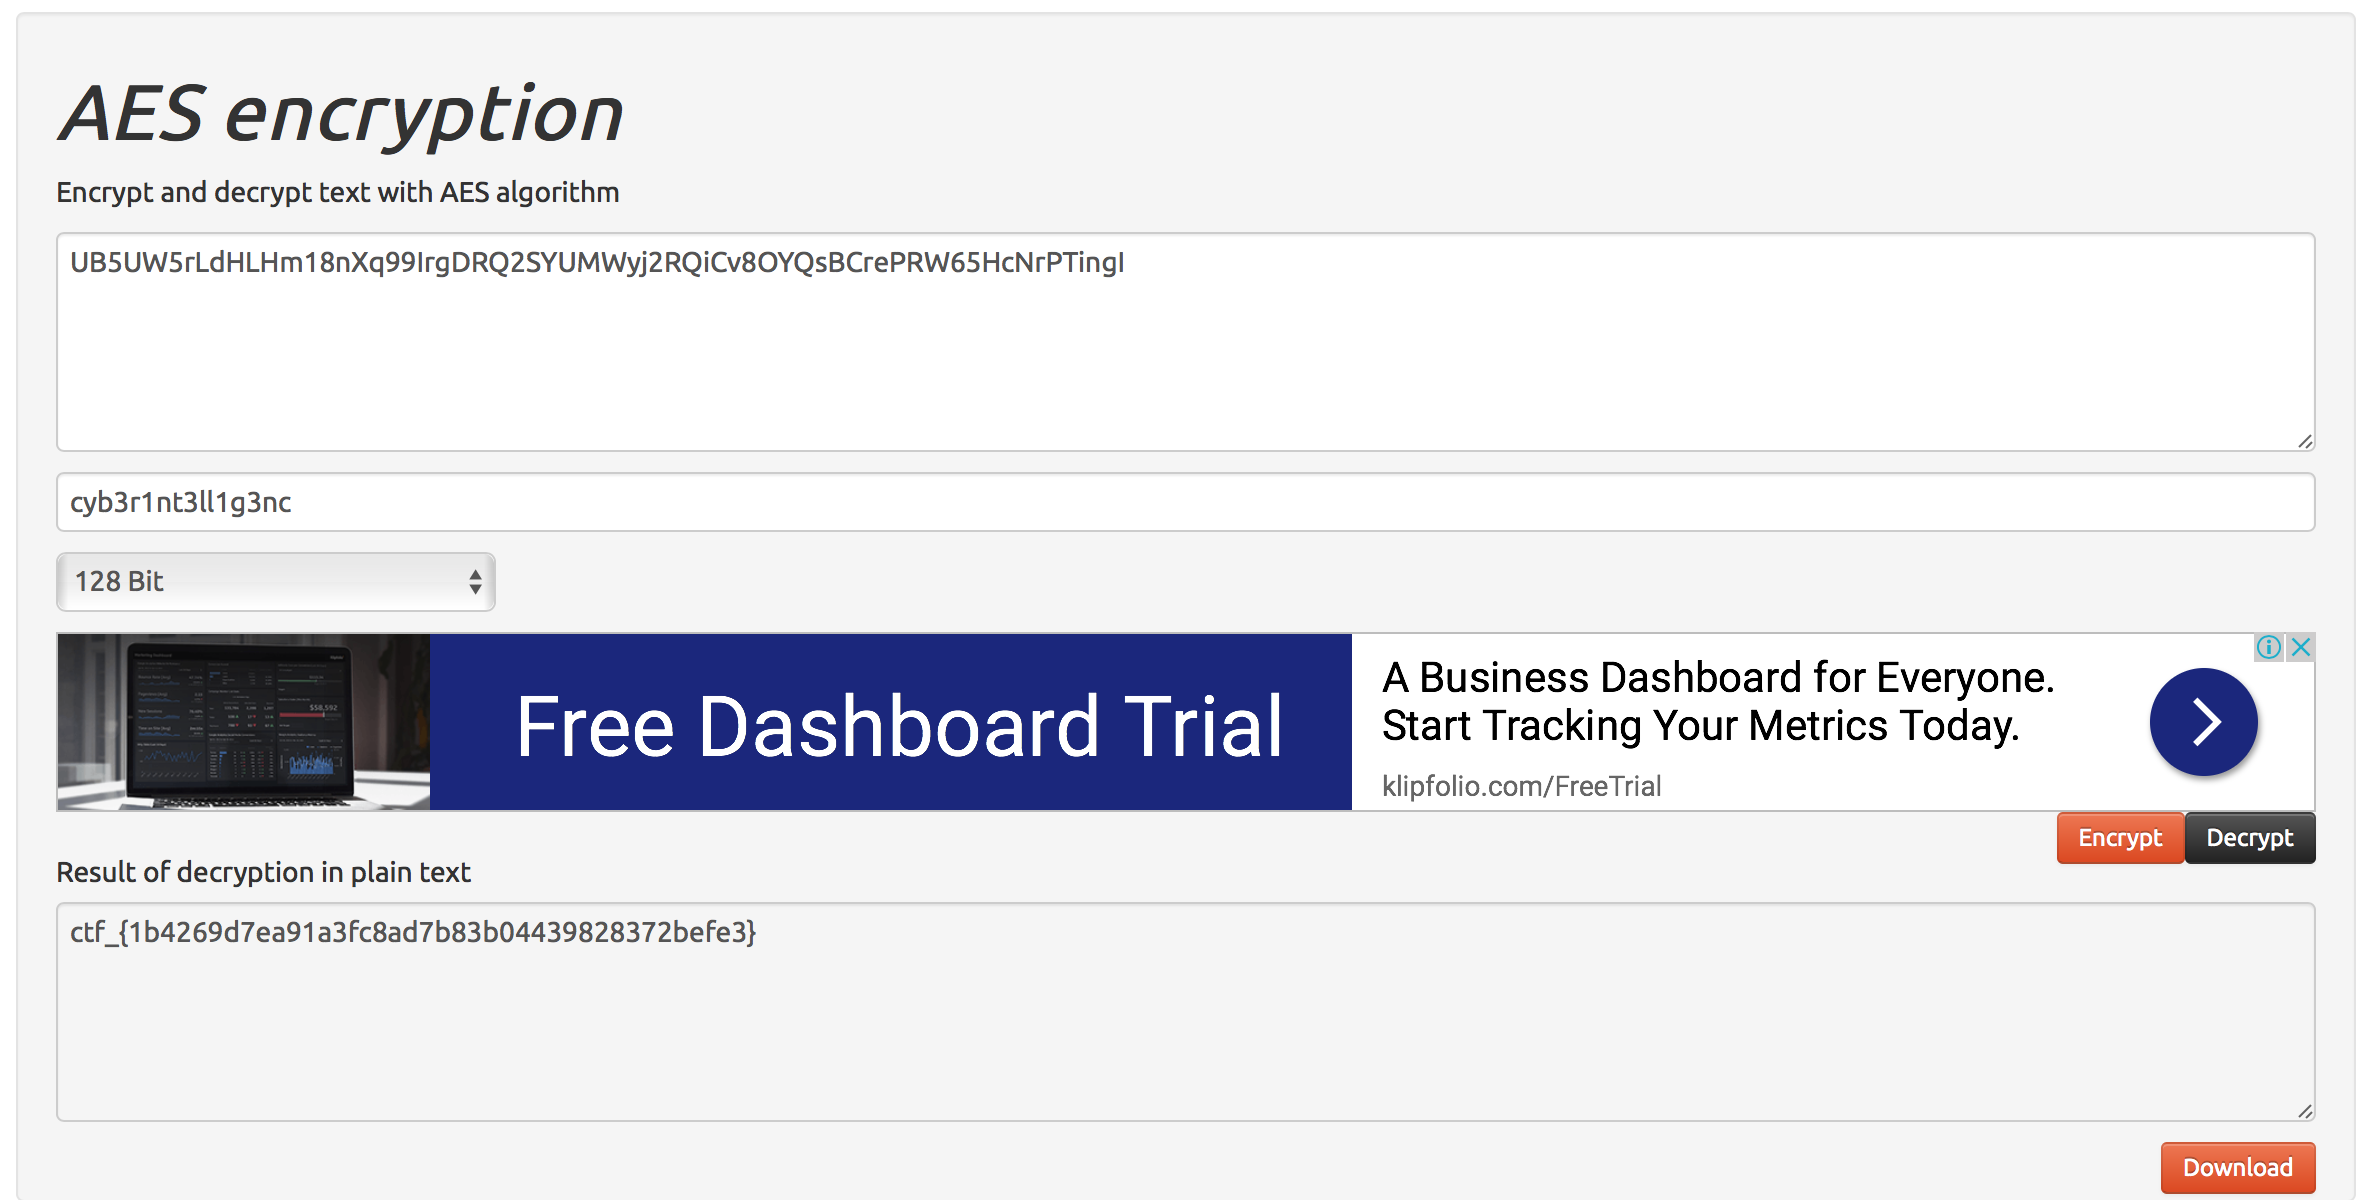 AES encryption
Encrypt and decrypt text with AES algorithm
UB5UW5rLdHLHm18nXq99IrgDRQ2SYUMWyj2RQiCv8OYQsBCrePRW65HcNrPTingI
cyb3r1nt3ll1g3nc
128 Bit
Free Dashboard Trial
A Business Dashboard for Everyone.
Start Tracking Your Metrics Today.
klipfolio.com/FreeTrial
Encrypt
Decrypt
Result of decryption in plain text
ctf_{1b4269d7ea91a3fc8ad7b83b04439828372befe3}
Download